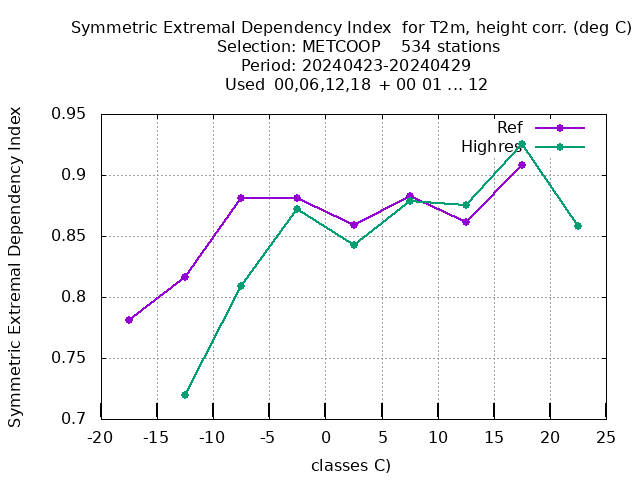 Symmetric Extremal Dependency Index  for T2m, height corr. (deg C)
Selection: METCOOP    534 stations
Period: 20240423-20240429
Used  00,06,12,18  + 00 01 ... 12
Symmetric Extremal Dependency Index
0.95
0.9
0.85
0.8
0.75
0.7
Ref
Highres
-20 -15 -10 -5 0 5 10 15 20 25
classes C)